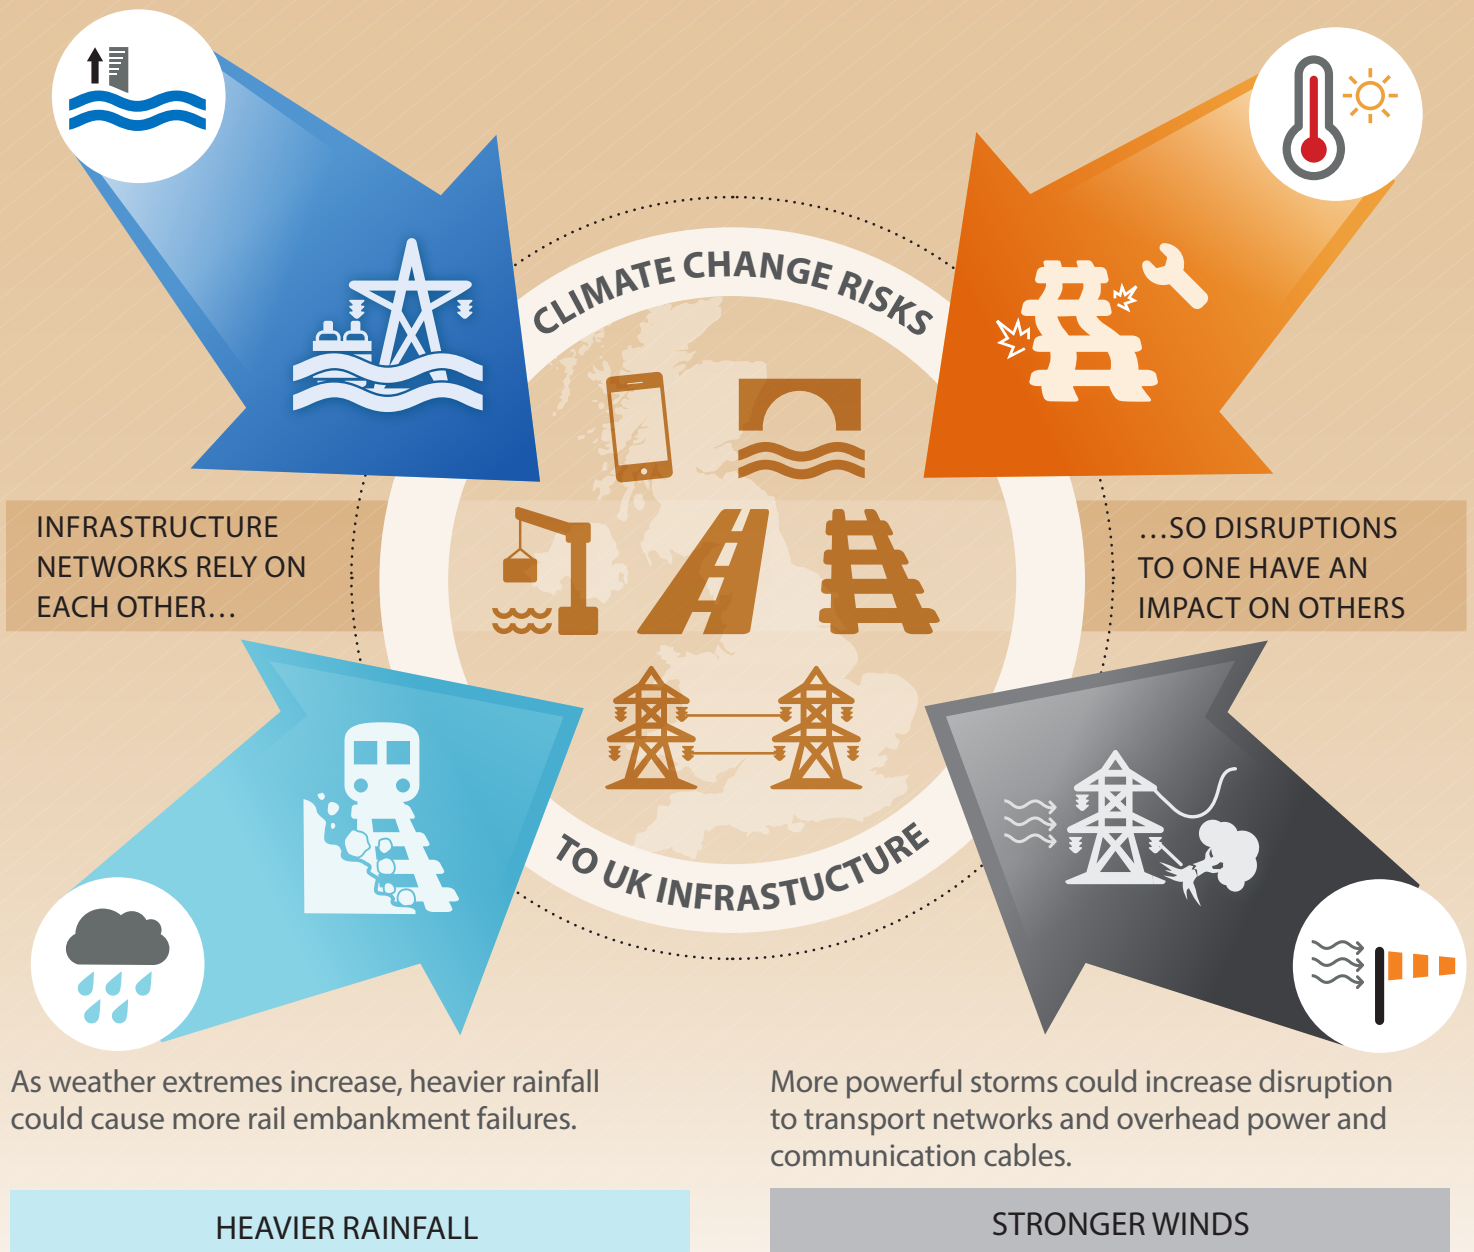 CLIMATE CHANGE RISKS
INFRASTRUCTURE
NETWORKS RELY ON
EACH OTHER…
…SO DISRUPTIONS
TO ONE HAVE AN
IMPACT ON OTHERS
TO UK INFRASTUCTURE
As weather extremes increase, heavier rainfall
could cause more rail embankment failures.
More powerful storms could increase disruption
to transport networks and overhead power and
communication cables.
HEAVIER RAINFALL
STRONGER WINDS